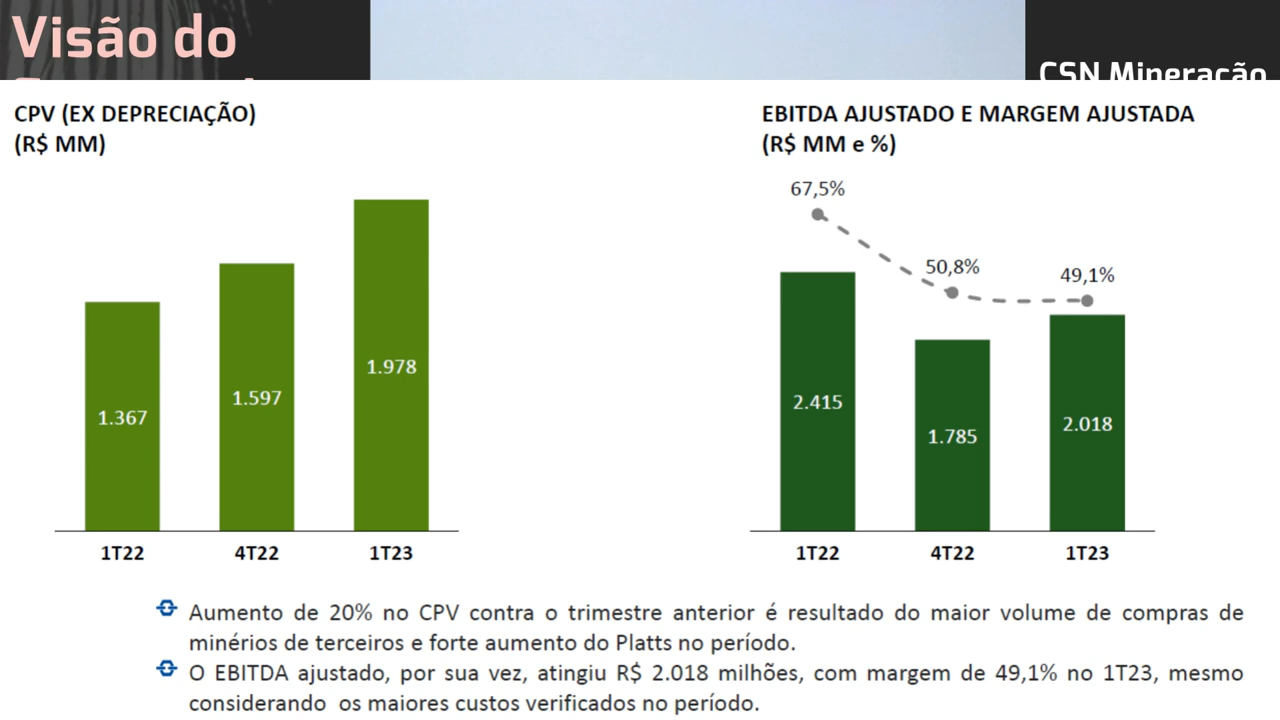 Visão do
CSN Mineração
CPV (EX DEPRECIAÇÃO)
(R$ MM)
1.367
1.597
1.978
1T22
4T22
1T23
EBITDA AJUSTADO E MARGEM AJUSTADA
(R$ MM e %)
67,5%
50,8%
49,1%
2.415
1.785
2.018
1T22
4T22
1T23
Aumento de 20% no CPV contra o trimestre anterior é resultado do maior volume de compras de
minérios de terceiros e forte aumento do Platts no período.
O EBITDA ajustado, por sua vez, atingiu R$ 2.018 milhões, com margem de 49,1% no 1T23, mesmo
considerando os maiores custos verificados no período.